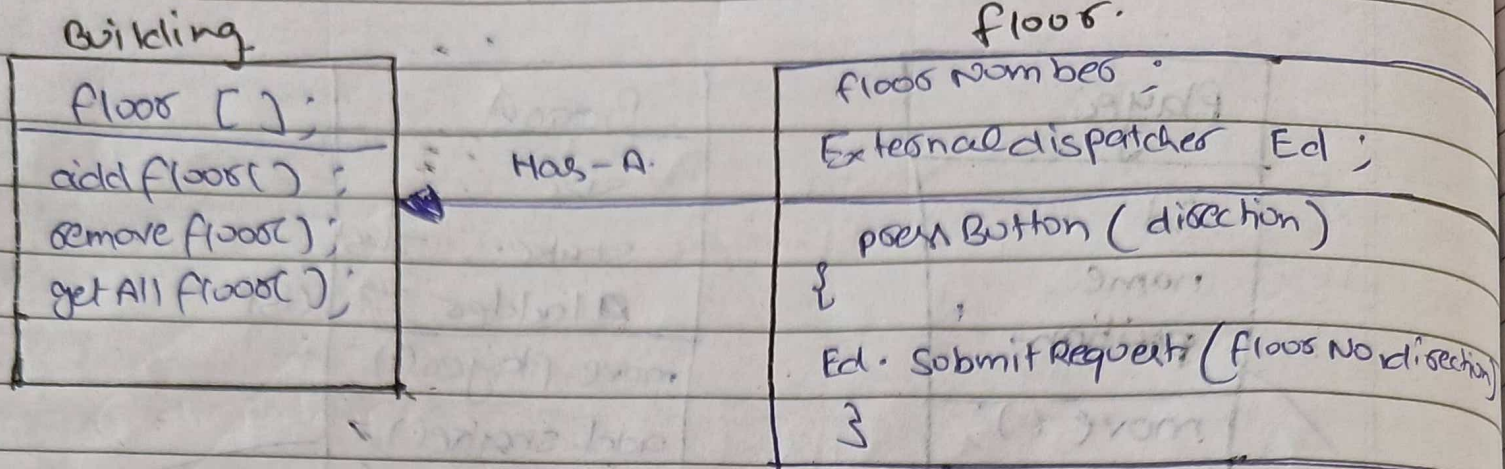 Building
floor [ ];
add floor() ;
remove floor();
get All floor();
Has-A.
floor.
floor Number ;
External dispatcher Ed ;
press Button ( direction )
{
Ed. Submit Request (floor No, direction)
}